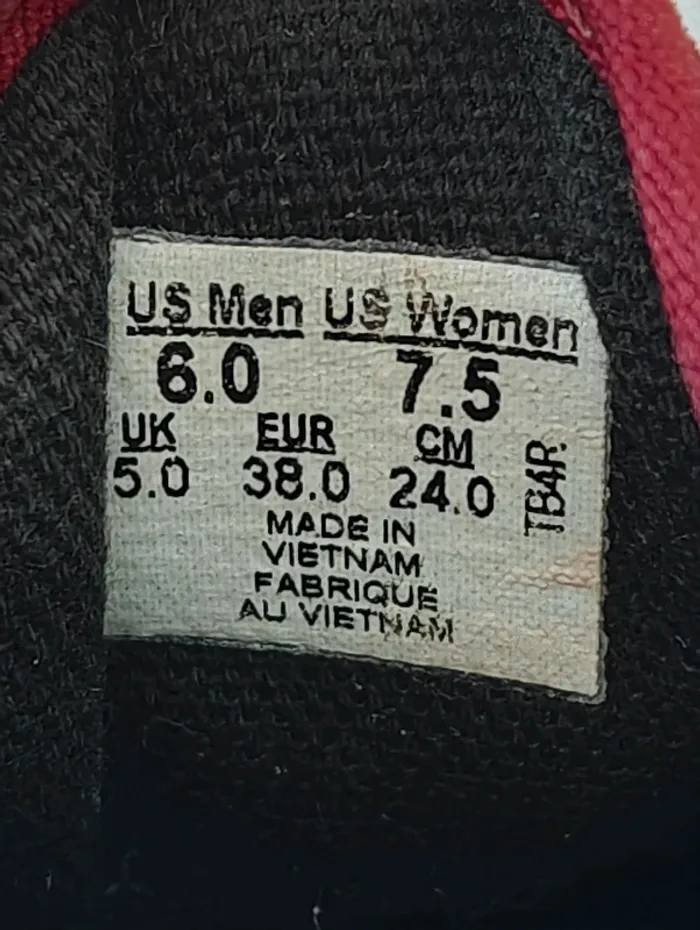 US Men US Women
6.0 7.5
UK EUR CM
5.0 38.0 24.0
TB4R.
MADE IN
VIETNAM
FABRIQUE
AU VIETNAM